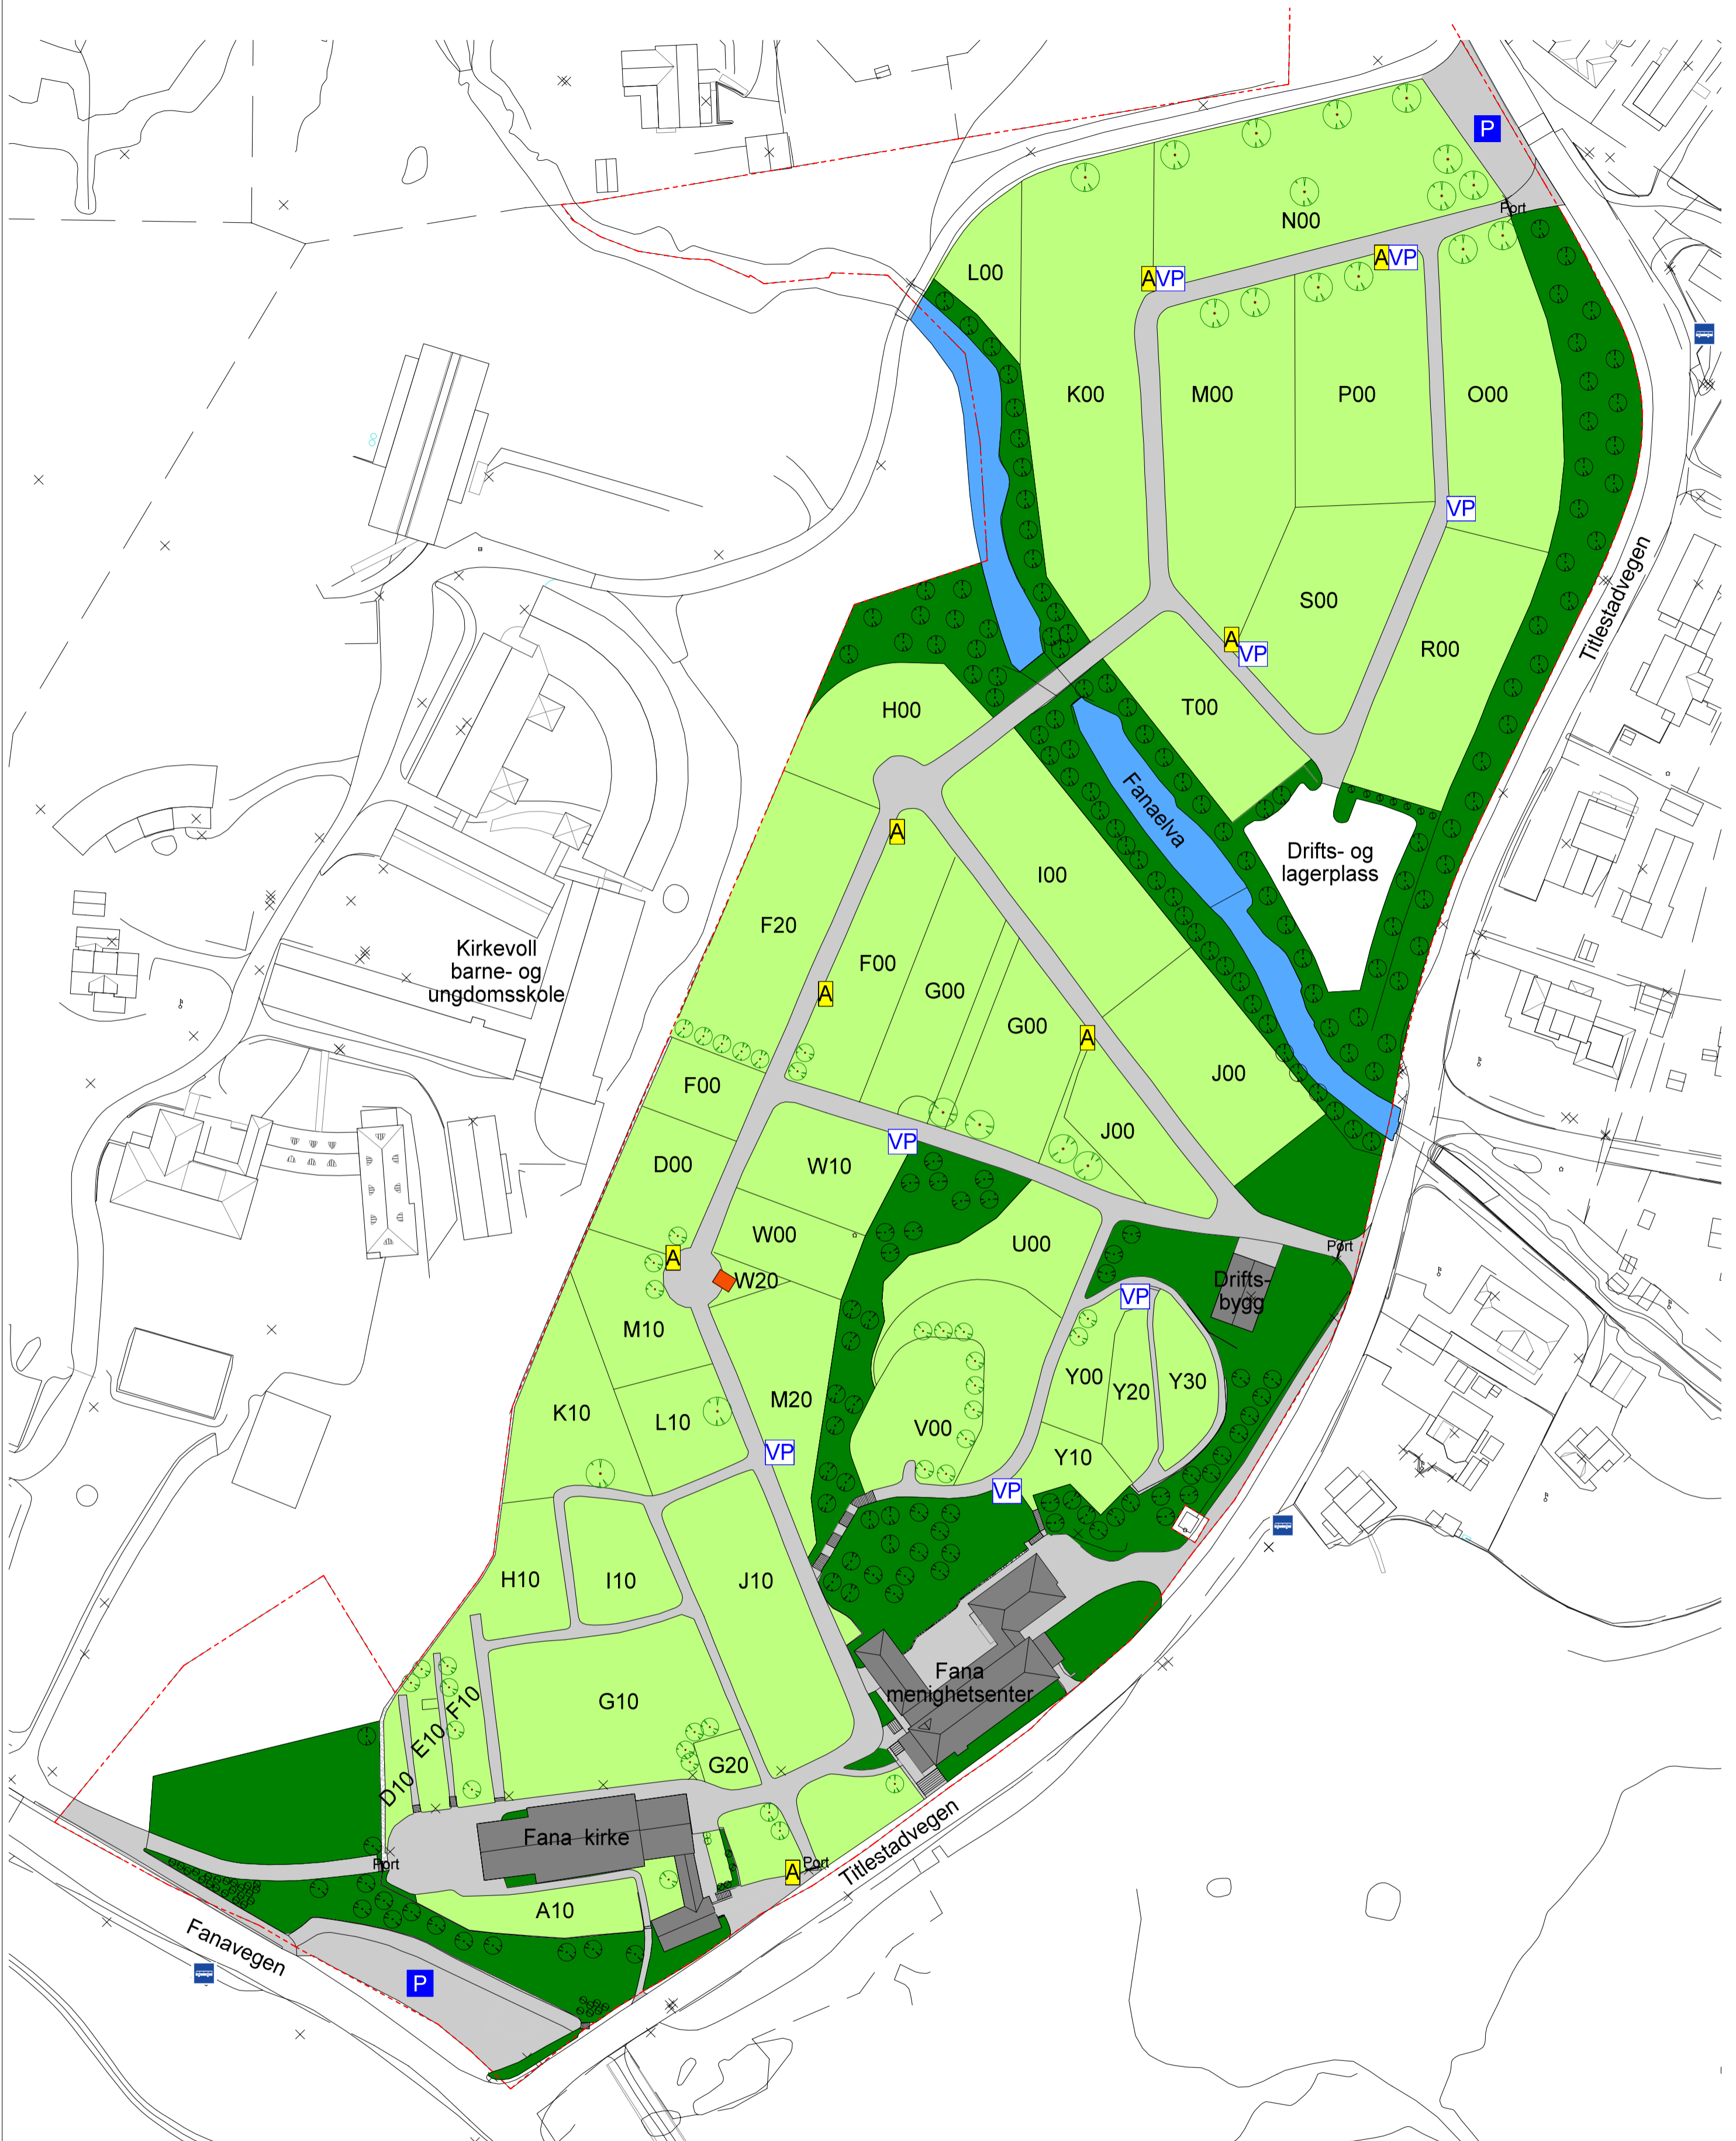 P
Port
N00
L00
A VP
A VP
K00
M00
P00
O00
VP
Titlestadvegen
S00
A
VP
R00
H00
T00
Fanaelva
A
Drifts- og
lagerplass
I00
F20
Kirkevoll
barne- og
ungdomsskole
F00
G00
A
G00
A
J00
F00
J00
VP
D00
W10
W00
U00
Port
A
W20
Drifts-
bygg
VP
M10
Y00
Y20
Y30
K10
L10
M20
V00
VP
Y10
VP
H10
I10
J10
Fana
menighetsenter
G10
F10
E10
D10
G20
Fana kirke
Port
A
Port
Titlestadvegen
A10
Fanavegen
P